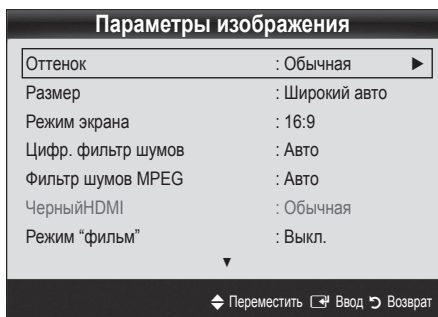 Параметры изображения
Оттенок : Обычная ►
Размер : Широкий авто
Режим экрана : 16:9
Цифр. фильтр шумов : Авто
Фильтр шумов MPEG : Авто
ЧерныйHDMI : Обычная
Режим “фильм” : Выкл.
▼
Переместить Ввод Возврат